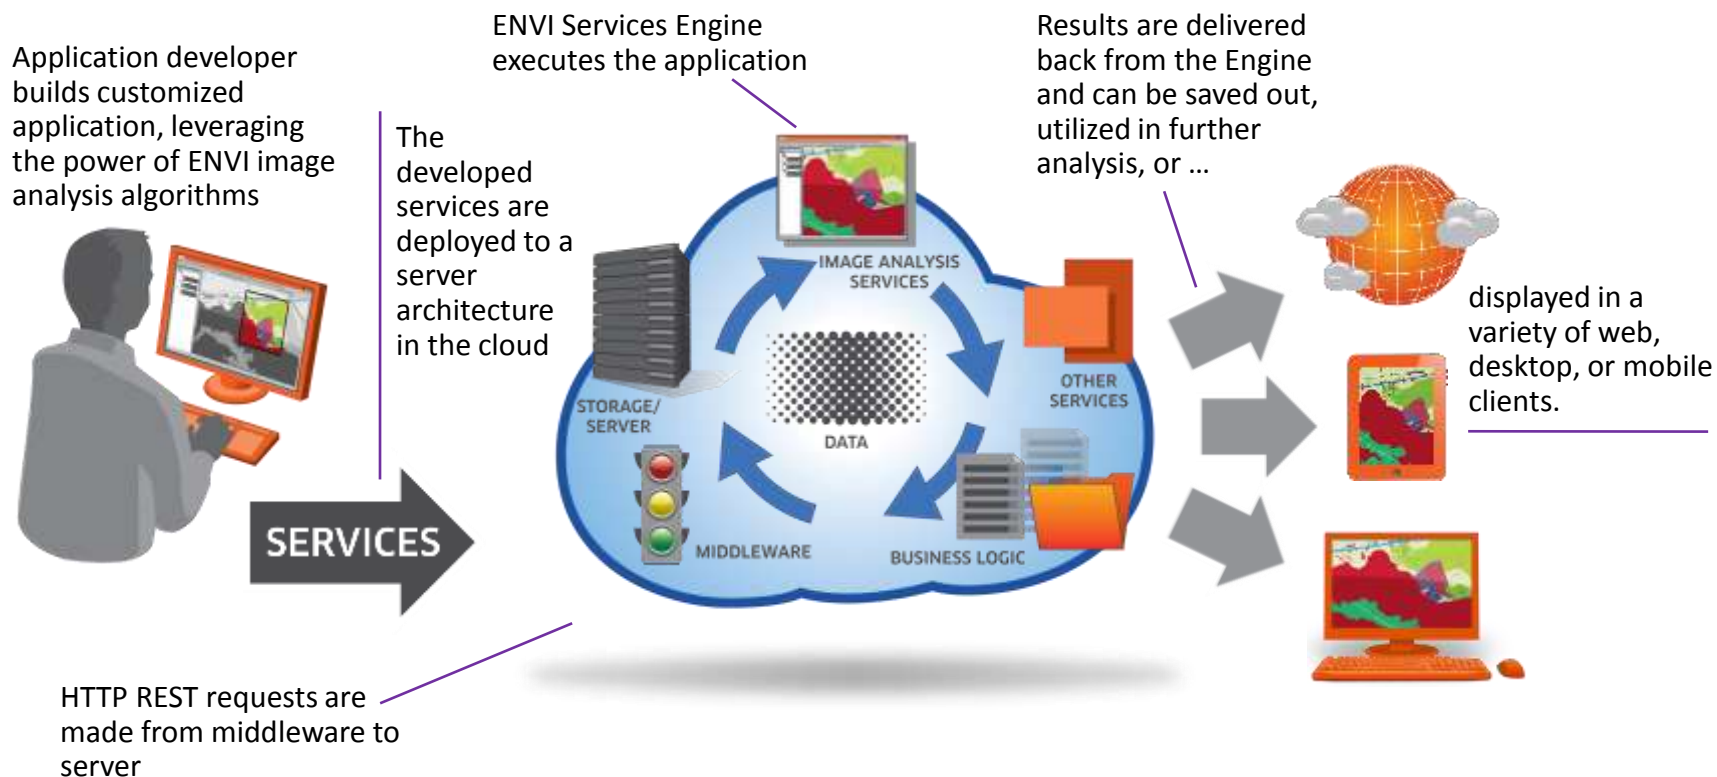 Application developer
builds customized
application, leveraging
the power of ENVI image
analysis algorithms
The
developed
services are
deployed to a
server
architecture
in the cloud
ENVI Services Engine
executes the application
Results are delivered
back from the Engine
and can be saved out,
utilized in further
analysis, or ...
displayed in a
variety of web,
desktop, or mobile
clients.
IMAGE ANALYSIS
SERVICES
OTHER
SERVICES
STORAGE/
SERVER
DATA
MIDDLEWARE
BUSINESS LOGIC
SERVICES
HTTP REST requests are
made from middleware to
server